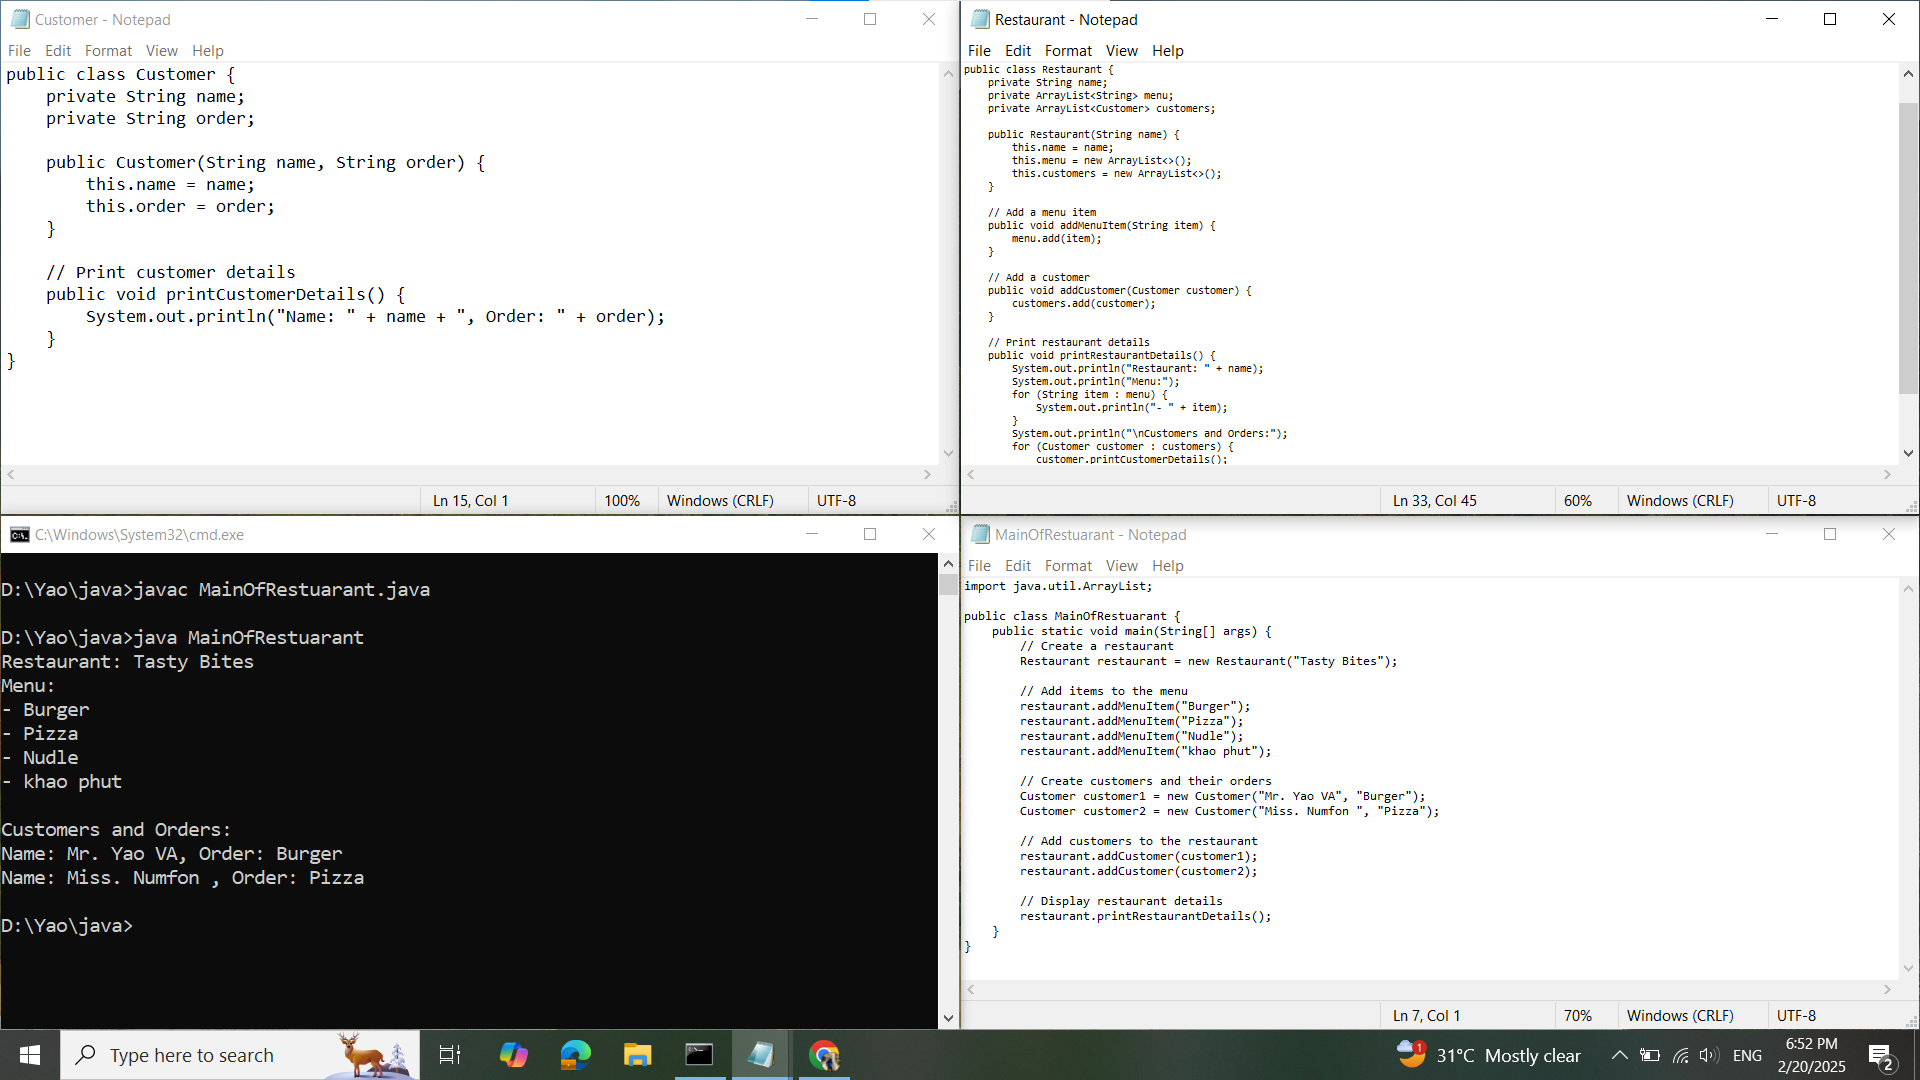 Customer - Notepad
File Edit Format View Help
public class Customer {
    private String name;
    private String order;

    public Customer(String name, String order) {
        this.name = name;
        this.order = order;
    }

    // Print customer details
    public void printCustomerDetails() {
        System.out.println("Name: " + name + ", Order: " + order);
    }
}
Ln 15, Col 1 100% Windows (CRLF) UTF-8
Restaurant - Notepad
File Edit Format View Help
public class Restaurant {
    private String name;
    private ArrayList<String> menu;
    private ArrayList<Customer> customers;

    public Restaurant(String name) {
        this.name = name;
        this.menu = new ArrayList<>();
        this.customers = new ArrayList<>();
    }

    // Add a menu item
    public void addMenuItem(String item) {
        menu.add(item);
    }

    // Add a customer
    public void addCustomer(Customer customer) {
        customers.add(customer);
    }

    // Print restaurant details
    public void printRestaurantDetails() {
        System.out.println("Restaurant: " + name);
        System.out.println("Menu:");
        for (String item : menu) {
            System.out.println("- " + item);
        }
        System.out.println("\nCustomers and Orders:");
        for (Customer customer : customers) {
            customer.printCustomerDetails();
Ln 33, Col 45 60% Windows (CRLF) UTF-8
C:\Windows\System32\cmd.exe
D:\Yao\java>javac MainOfRestuarant.java

D:\Yao\java>java MainOfRestuarant
Restaurant: Tasty Bites
Menu:
- Burger
- Pizza
- Nudle
- khao phut

Customers and Orders:
Name: Mr. Yao VA, Order: Burger
Name: Miss. Numfon , Order: Pizza

D:\Yao\java>
MainOfRestuarant - Notepad
File Edit Format View Help
import java.util.ArrayList;

public class MainOfRestuarant {
    public static void main(String[] args) {
        // Create a restaurant
        Restaurant restaurant = new Restaurant("Tasty Bites");

        // Add items to the menu
        restaurant.addMenuItem("Burger");
        restaurant.addMenuItem("Pizza");
        restaurant.addMenuItem("Nudle");
        restaurant.addMenuItem("khao phut");

        // Create customers and their orders
        Customer customer1 = new Customer("Mr. Yao VA", "Burger");
        Customer customer2 = new Customer("Miss. Numfon ", "Pizza");

        // Add customers to the restaurant
        restaurant.addCustomer(customer1);
        restaurant.addCustomer(customer2);

        // Display restaurant details
        restaurant.printRestaurantDetails();
    }
}
Ln 7, Col 1 70% Windows (CRLF) UTF-8
Type here to search
1 31°C Mostly clear ENG 6:52 PM
2/20/2025 2